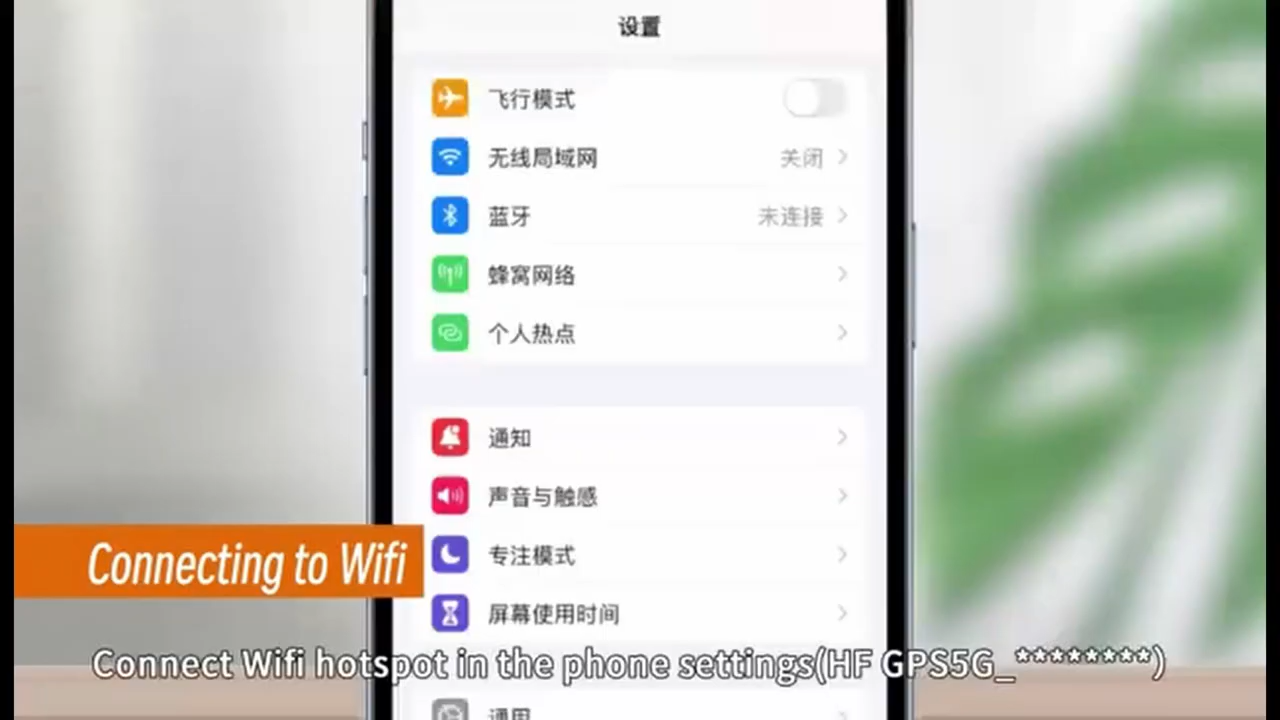 设置
飞行模式
无线局域网 关闭
蓝牙 未连接
蜂窝网络
个人热点
通知
声音与触感
专注模式
屏幕使用时间
通用
Connecting to Wifi
Connect Wifi hotspot in the phone settings(HF GPS5G_********)